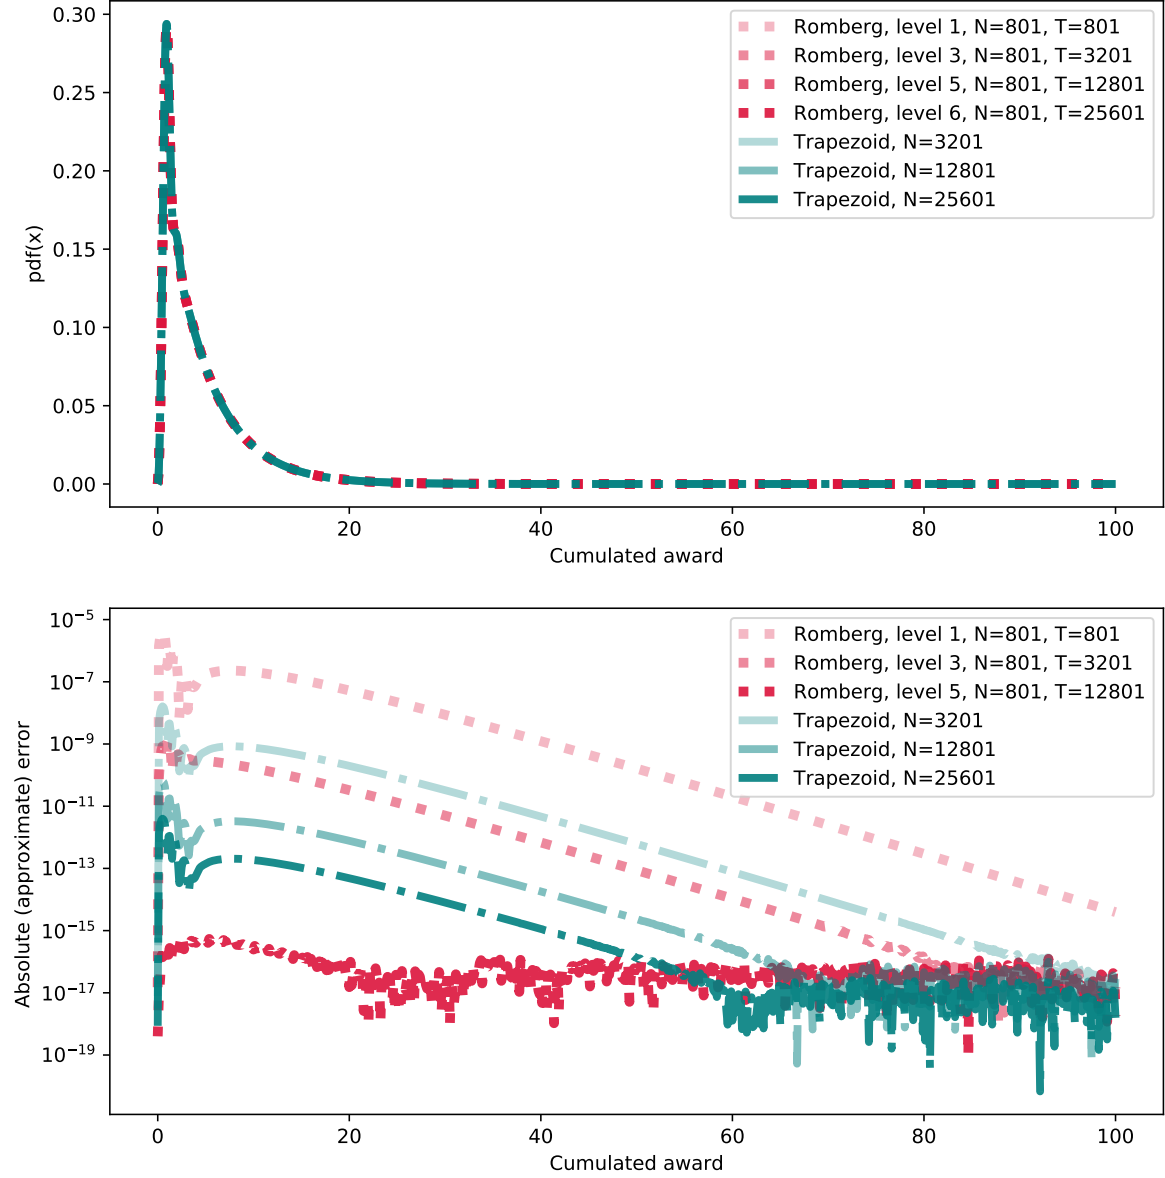 0.30
0.25
0.20
0.15
0.10
0.05
0.00
pdf(x)
Romberg, level 1, N=801, T=801
Romberg, level 3, N=801, T=3201
Romberg, level 5, N=801, T=12801
Romberg, level 6, N=801, T=25601
Trapezoid, N=3201
Trapezoid, N=12801
Trapezoid, N=25601
0 20 40 60 80 100
Cumulated award
10⁻⁵
10⁻⁷
10⁻⁹
10⁻¹¹
10⁻¹³
10⁻¹⁵
10⁻¹⁷
10⁻¹⁹
Absolute (approximate) error
Romberg, level 1, N=801, T=801
Romberg, level 3, N=801, T=3201
Romberg, level 5, N=801, T=12801
Trapezoid, N=3201
Trapezoid, N=12801
Trapezoid, N=25601
0 20 40 60 80 100
Cumulated award